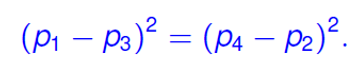 (p₁ − p₃)² = (p₄ − p₂)².